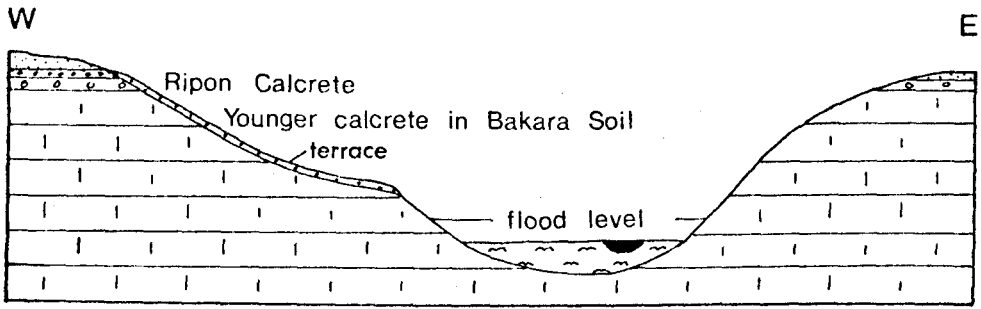 W
E
Ripon Calcrete
Younger calcrete in Bakara Soil
terrace
flood level